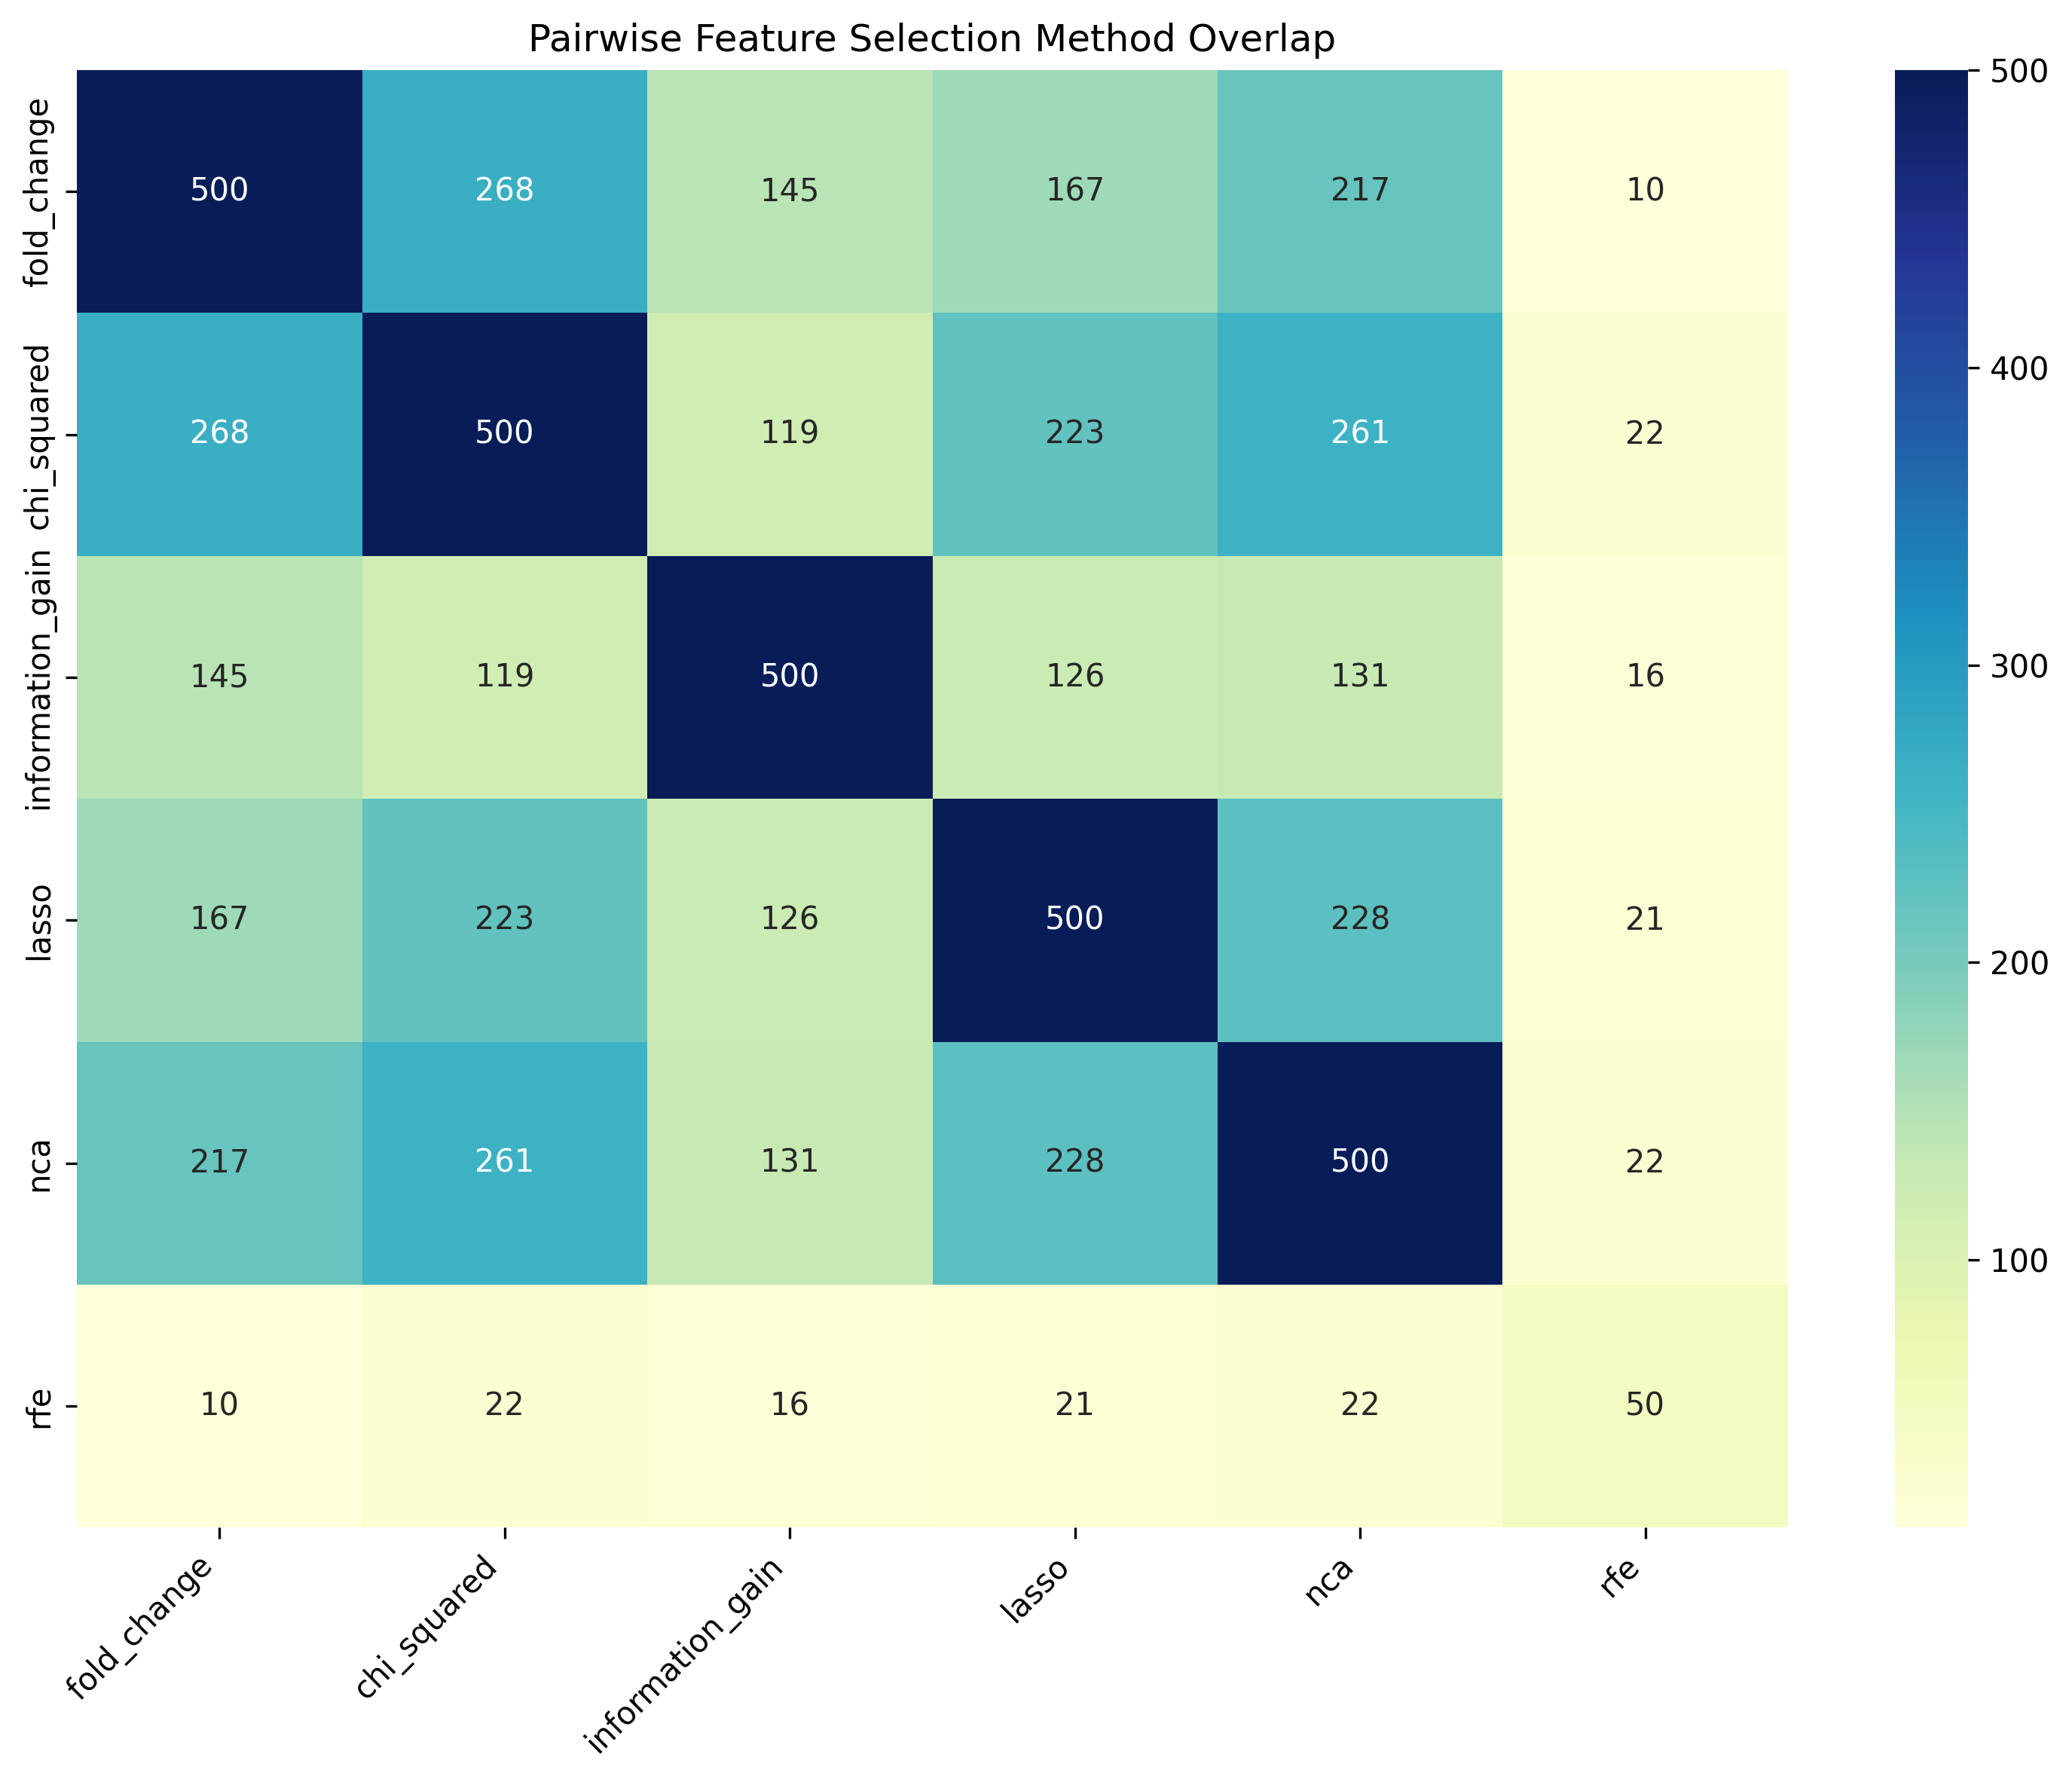 Pairwise Feature Selection Method Overlap
fold_change 500 268 145 167 217 10
chi_squared 268 500 119 223 261 22
information_gain 145 119 500 126 131 16
lasso 167 223 126 500 228 21
nca 217 261 131 228 500 22
rfe 10 22 16 21 22 50
fold_change chi_squared information_gain lasso nca rfe
500
400
300
200
100